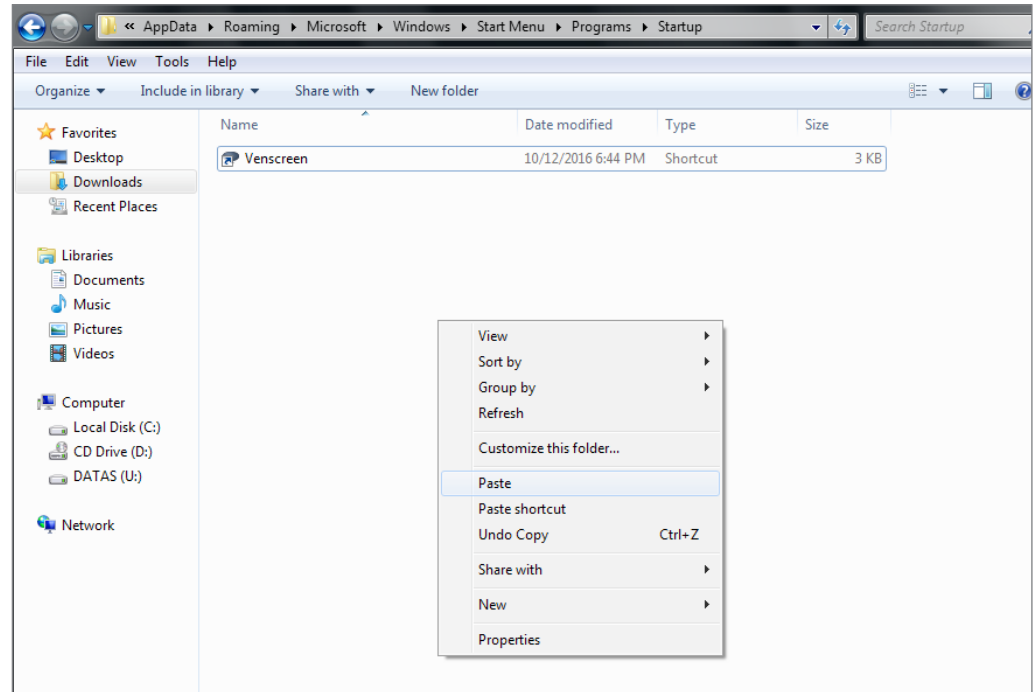 « AppData ▸ Roaming ▸ Microsoft ▸ Windows ▸ Start Menu ▸ Programs ▸ Startup Search Startup
File Edit View Tools Help
Organize Include in library Share with New folder
Name Date modified Type Size
Venscreen 10/12/2016 6:44 PM Shortcut 3 KB
Favorites
Desktop
Downloads
Recent Places
Libraries
Documents
Music
Pictures
Videos
Computer
Local Disk (C:)
CD Drive (D:)
DATAS (U:)
Network
View
Sort by
Group by
Refresh
Customize this folder...
Paste
Paste shortcut
Undo Copy Ctrl+Z
Share with
New
Properties